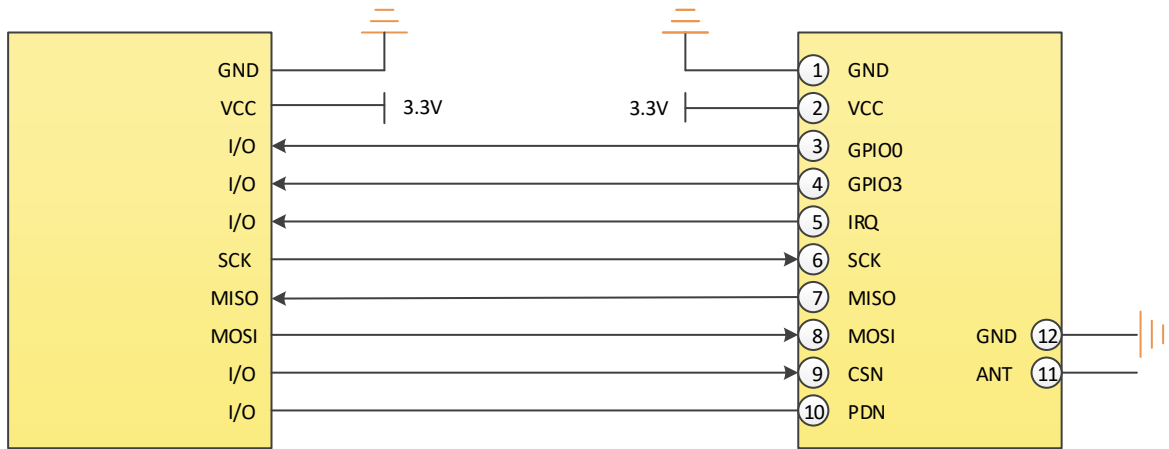 GND 1 GND
VCC 3.3V 3.3V 2 VCC
I/O 3 GPIO0
I/O 4 GPIO3
I/O 5 IRQ
SCK 6 SCK
MISO 7 MISO
MOSI 8 MOSI GND 12
I/O 9 CSN ANT 11
I/O 10 PDN